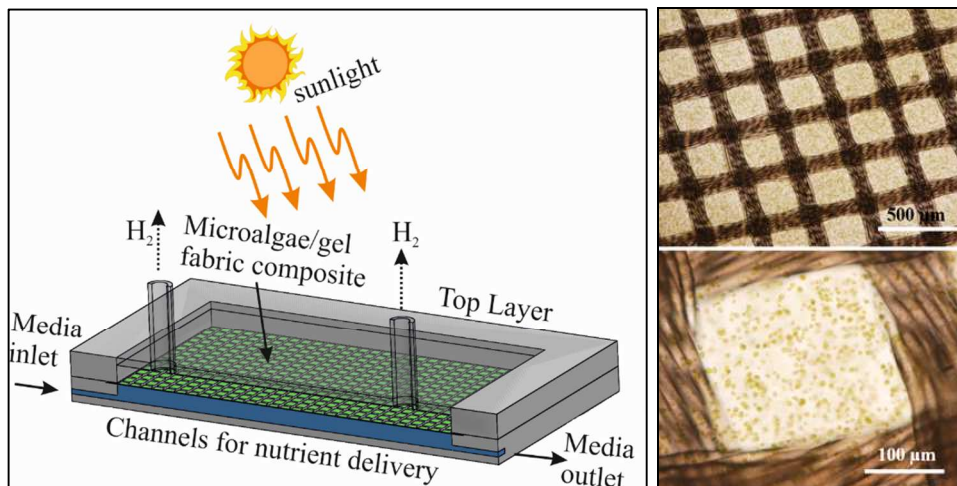 sunlight
H₂
Microalgae/gel
fabric composite
H₂
Top Layer
Media
inlet
Channels for nutrient delivery
Media
outlet
500 µm
100 µm